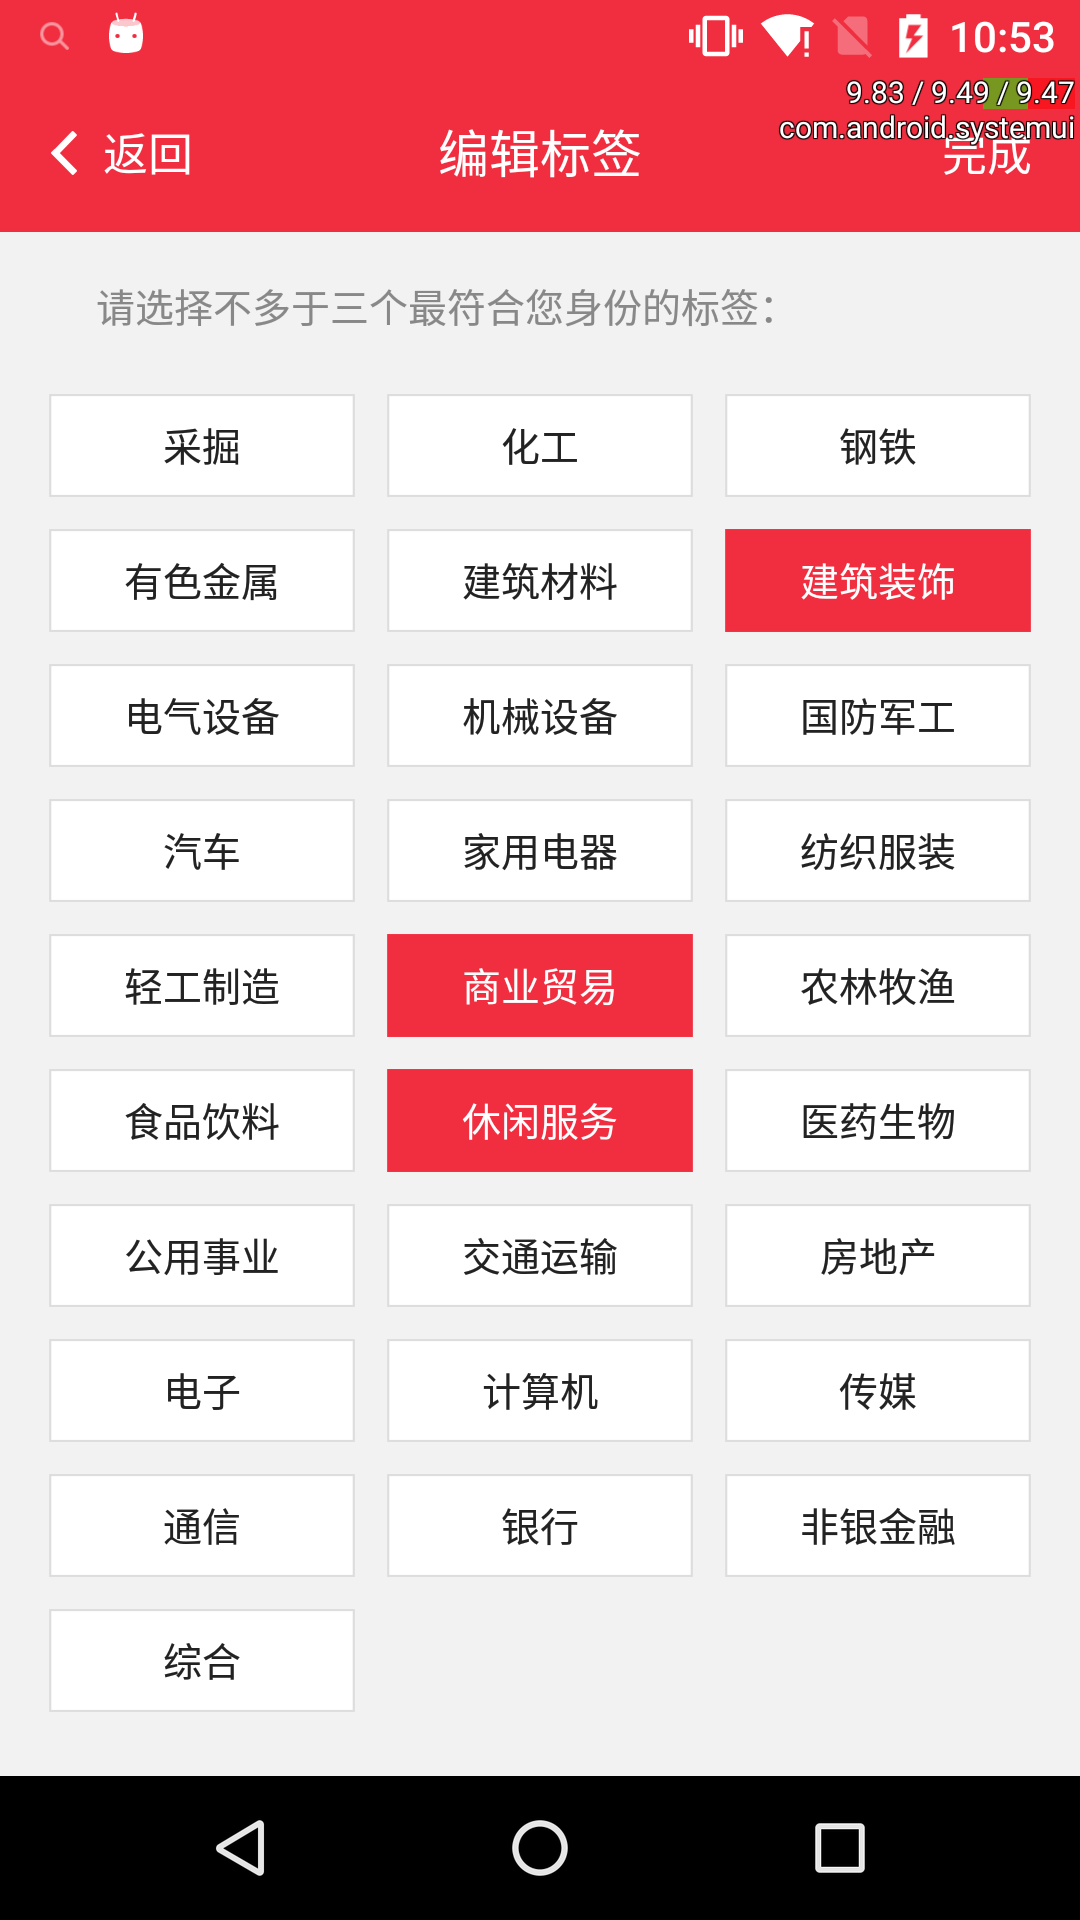 10:53
9.83 / 9.49 / 9.47
com.android.systemui
返回
编辑标签
完成
请选择不多于三个最符合您身份的标签：
采掘
化工
钢铁
有色金属
建筑材料
建筑装饰
电气设备
机械设备
国防军工
汽车
家用电器
纺织服装
轻工制造
商业贸易
农林牧渔
食品饮料
休闲服务
医药生物
公用事业
交通运输
房地产
电子
计算机
传媒
通信
银行
非银金融
综合